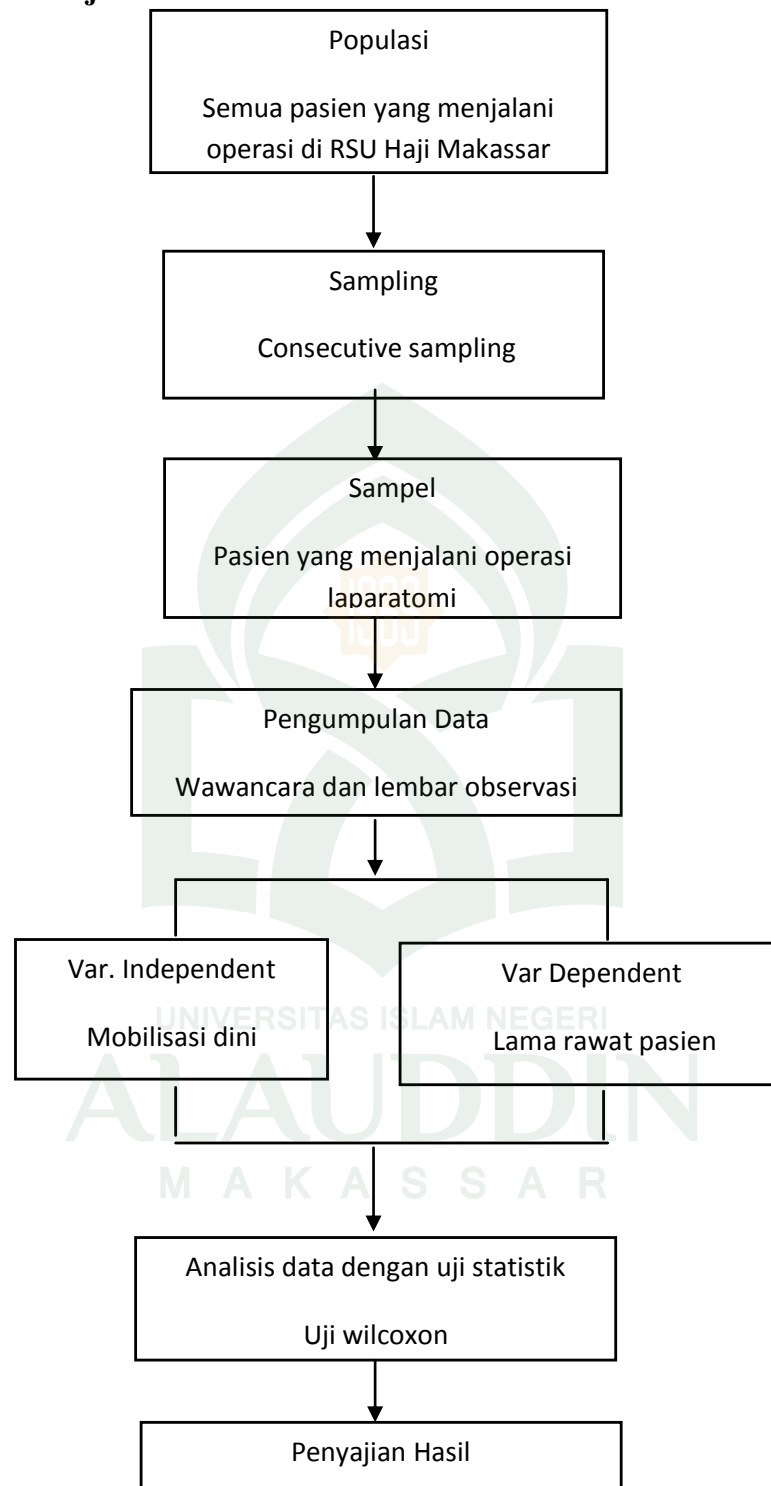 Populasi
Semua pasien yang menjalani
operasi di RSU Haji Makassar
Sampling
Consecutive sampling
Sampel
Pasien yang menjalani operasi
laparatomi
1983
Pengumpulan Data
Wawancara dan lembar observasi
Var. Independent
Mobilisasi dini
Var Dependent
Lama rawat pasien
UNIVERSITAS ISLAM NEGERI
ALAUDDIN
MAKASSAR
Analisis data dengan uji statistik
Uji wilcoxon
Penyajian Hasil